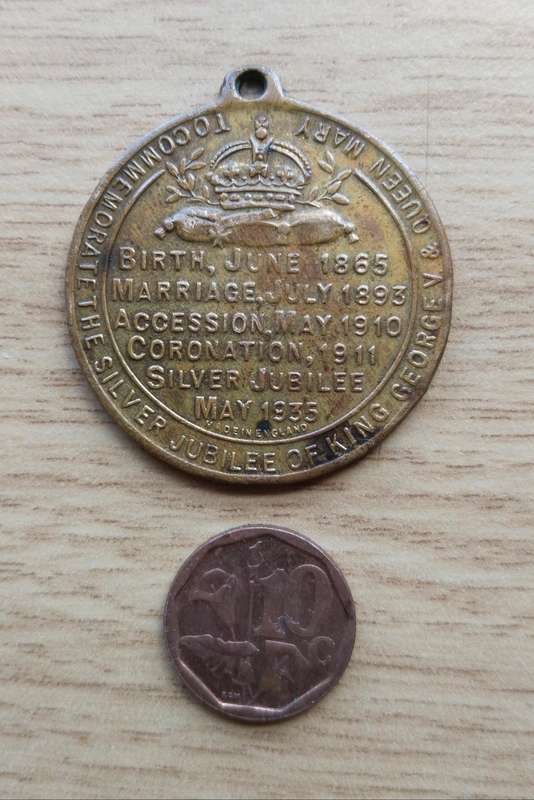 TO COMMEMORATE THE SILVER JUBILEE OF KING GEORGE V & QUEEN MARY
BIRTH, JUNE 1865
MARRIAGE, JULY 1893
ACCESSION, MAY, 1910
CORONATION, 1911
SILVER JUBILEE
MAY 1935
MADE IN ENGLAND
10
C